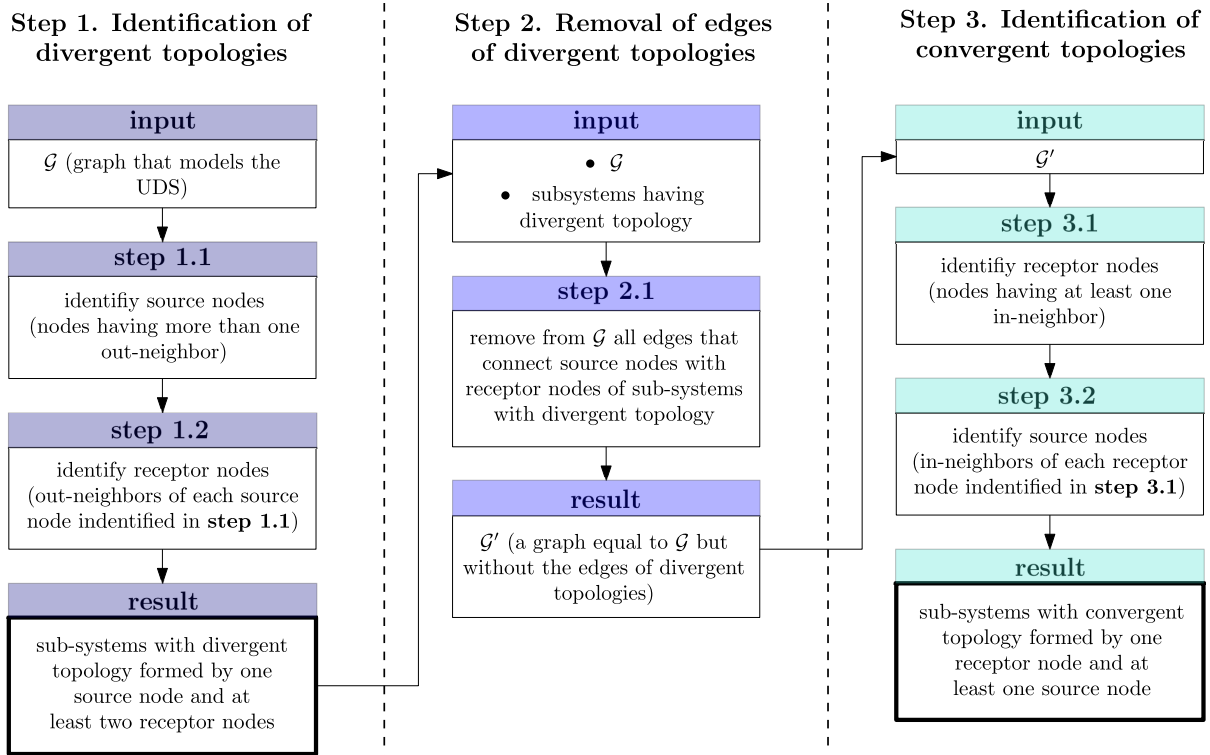 Step 1. Identification of
divergent topologies
input
𝒢 (graph that models the
UDS)
step 1.1
identifiy source nodes
(nodes having more than one
out-neighbor)
step 1.2
identify receptor nodes
(out-neighbors of each source
node indentified in step 1.1)
result
sub-systems with divergent
topology formed by one
source node and at
least two receptor nodes
Step 2. Removal of edges
of divergent topologies
input
• 𝒢
• subsystems having
divergent topology
step 2.1
remove from 𝒢 all edges that
connect source nodes with
receptor nodes of sub-systems
with divergent topology
result
𝒢′ (a graph equal to 𝒢 but
without the edges of divergent
topologies)
Step 3. Identification of
convergent topologies
input
𝒢′
step 3.1
identifiy receptor nodes
(nodes having at least one
in-neighbor)
step 3.2
identify source nodes
(in-neighbors of each receptor
node indentified in step 3.1)
result
sub-systems with convergent
topology formed by one
receptor node and at
least one source node